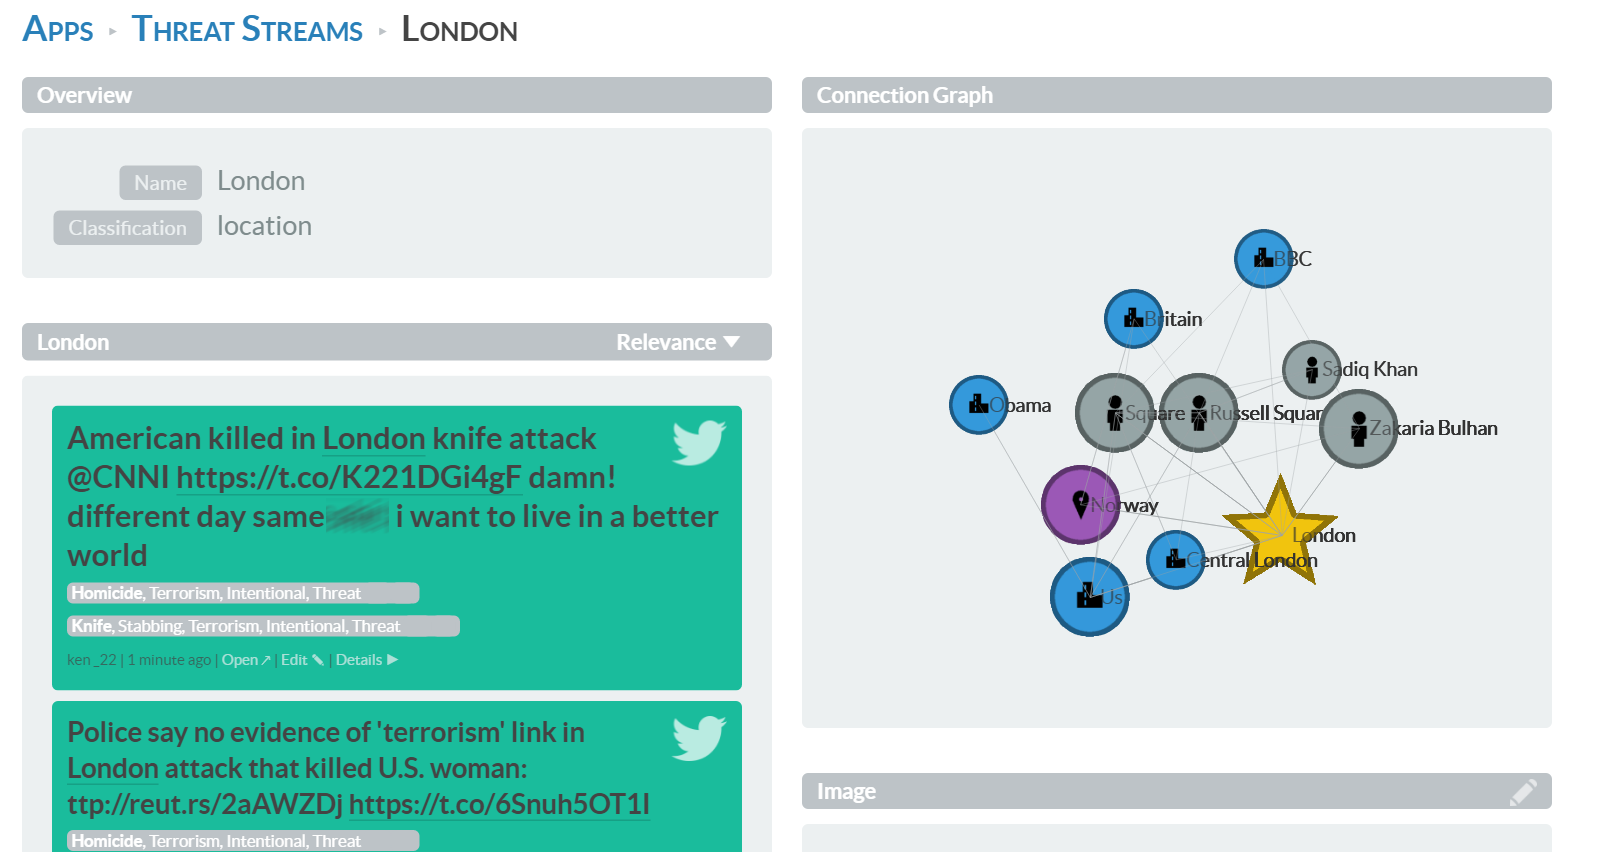 Apps ▸ Threat Streams ▸ London
Overview
Name London
Classification location
London Relevance ▼
American killed in London knife attack
@CNNI https://t.co/K221DGi4gF damn!
different day same i want to live in a better
world
Homicide, Terrorism, Intentional, Threat
Knife, Stabbing, Terrorism, Intentional, Threat
ken_22 | 1 minute ago | Open↗ | Edit ✎ | Details ▶
Police say no evidence of 'terrorism' link in
London attack that killed U.S. woman:
ttp://reut.rs/2aAWZDj https://t.co/6Snuh5OT1I
Homicide, Terrorism, Intentional, Threat
Connection Graph
BBC
Britain
Sadiq Khan
Obama
Square
Russell Squar
Zakaria Bulhan
Norway
London
Central London
Us
Image